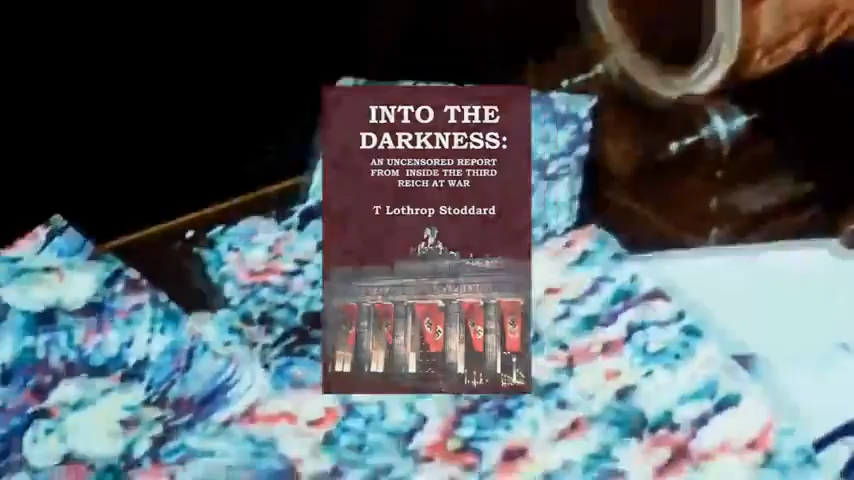 INTO THE
DARKNESS:
AN UNCENSORED REPORT
FROM INSIDE THE THIRD
REICH AT WAR
T Lothrop Stoddard